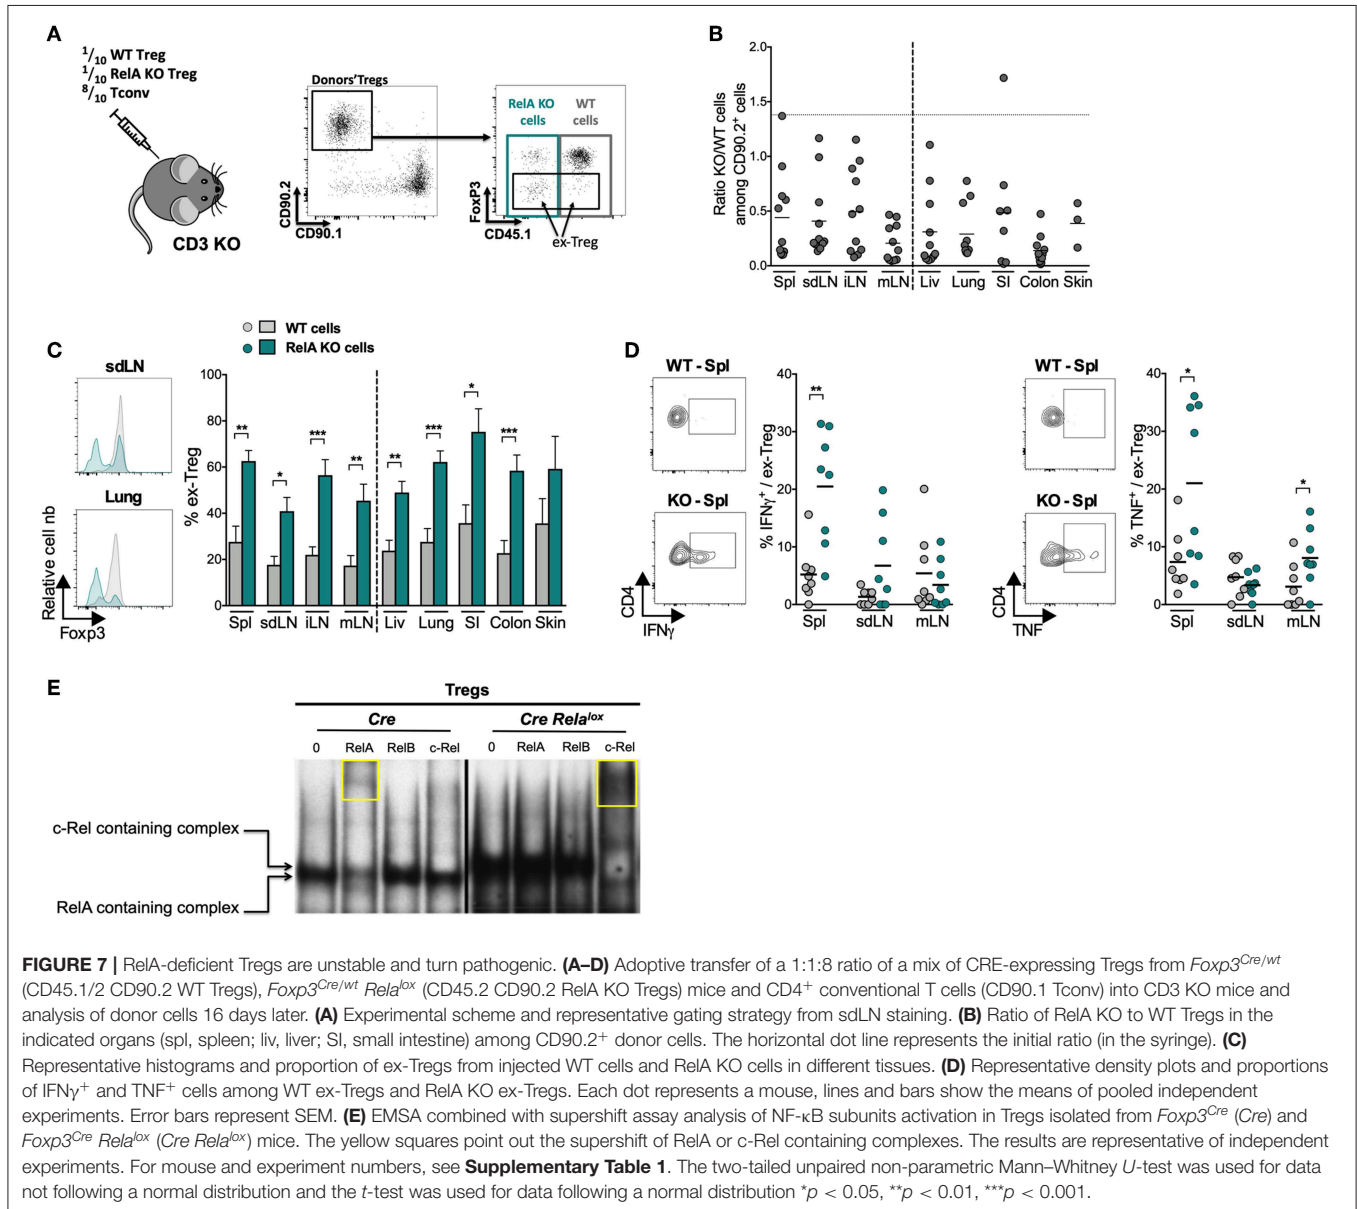 A
1/10 WT Treg
1/10 RelA KO Treg
8/10 Tconv
CD3 KO
Donors'Tregs
CD90.2
CD90.1
RelA KO cells
WT cells
FoxP3
CD45.1
ex-Treg
B
Ratio KO/WT cells
among CD90.2+ cells
2.0
1.5
1.0
0.5
0.0
Spl sdLN iLN mLN Liv Lung SI Colon Skin
C
WT cells
RelA KO cells
sdLN
Lung
Relative cell nb
Foxp3
% ex-Treg
100
80
60
40
20
0
** * *** ** ** *** * ***
Spl sdLN iLN mLN Liv Lung SI Colon Skin
D
WT - Spl
KO - Spl
CD4
IFNγ
% IFNγ+ / ex-Treg
40
30
20
10
0
**
Spl sdLN mLN
WT - Spl
KO - Spl
CD4
TNF
% TNF+ / ex-Treg
40
30
20
10
0
* *
Spl sdLN mLN
E
Tregs
Cre Cre Relalox
0 RelA RelB c-Rel 0 RelA RelB c-Rel
c-Rel containing complex
RelA containing complex
FIGURE 7 | RelA-deficient Tregs are unstable and turn pathogenic. (A–D) Adoptive transfer of a 1:1:8 ratio of a mix of CRE-expressing Tregs from Foxp3Cre/wt
(CD45.1/2 CD90.2 WT Tregs), Foxp3Cre/wt Relalox (CD45.2 CD90.2 RelA KO Tregs) mice and CD4+ conventional T cells (CD90.1 Tconv) into CD3 KO mice and
analysis of donor cells 16 days later. (A) Experimental scheme and representative gating strategy from sdLN staining. (B) Ratio of RelA KO to WT Tregs in the
indicated organs (spl, spleen; liv, liver; SI, small intestine) among CD90.2+ donor cells. The horizontal dot line represents the initial ratio (in the syringe). (C)
Representative histograms and proportion of ex-Tregs from injected WT cells and RelA KO cells in different tissues. (D) Representative density plots and proportions
of IFNγ+ and TNF+ cells among WT ex-Tregs and RelA KO ex-Tregs. Each dot represents a mouse, lines and bars show the means of pooled independent
experiments. Error bars represent SEM. (E) EMSA combined with supershift assay analysis of NF-κB subunits activation in Tregs isolated from Foxp3Cre (Cre) and
Foxp3Cre Relalox (Cre Relalox) mice. The yellow squares point out the supershift of RelA or c-Rel containing complexes. The results are representative of independent
experiments. For mouse and experiment numbers, see Supplementary Table 1. The two-tailed unpaired non-parametric Mann–Whitney U-test was used for data
not following a normal distribution and the t-test was used for data following a normal distribution *p < 0.05, **p < 0.01, ***p < 0.001.